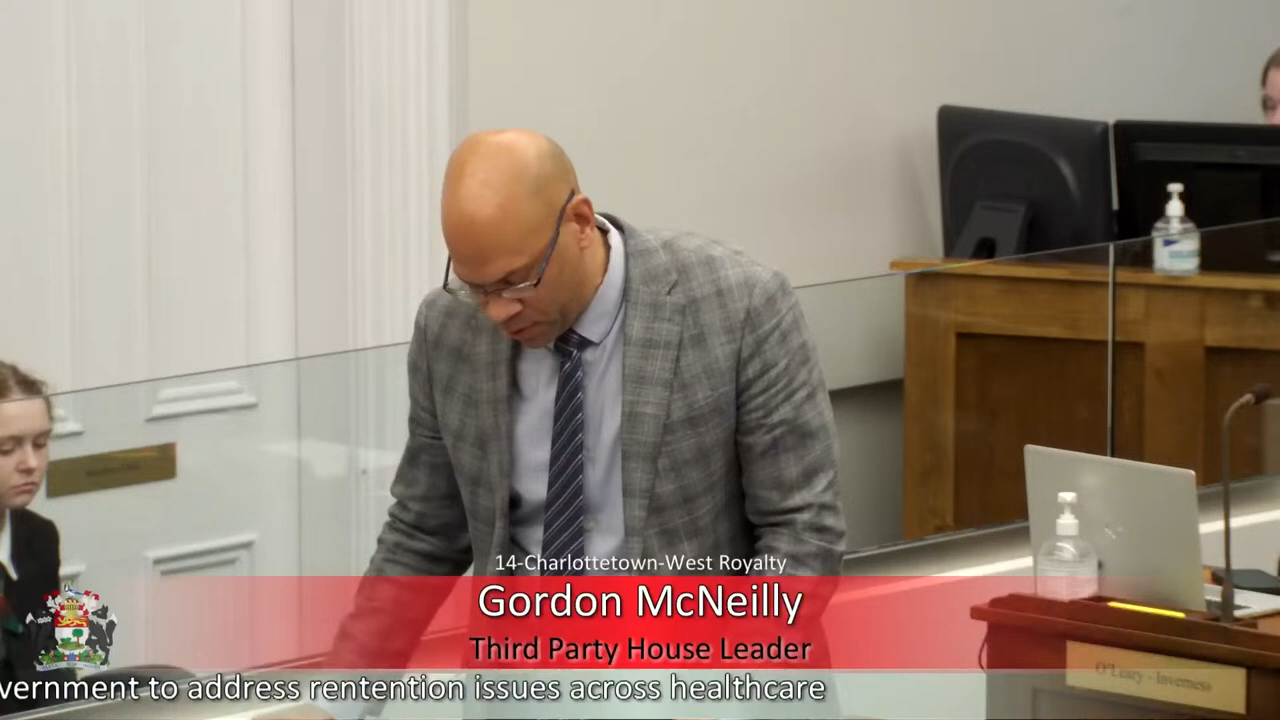 14-Charlottetown-West Royalty
Gordon McNeilly
Third Party House Leader
vernment to address rentention issues across healthcare
O'Leary - Inverness